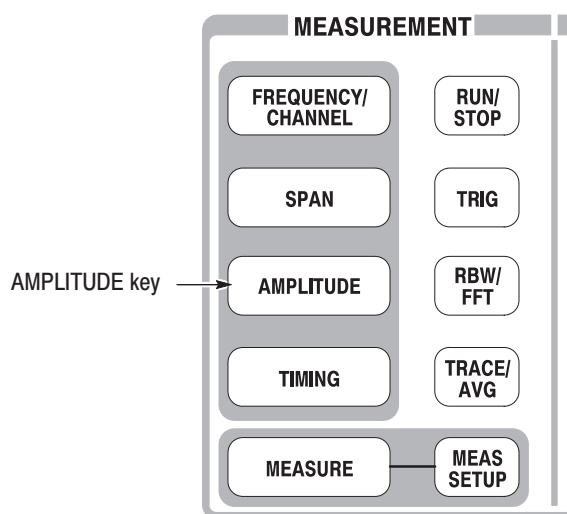 MEASUREMENT
FREQUENCY/
CHANNEL
RUN/
STOP
SPAN
TRIG
AMPLITUDE key
AMPLITUDE
RBW/
FFT
TIMING
TRACE/
AVG
MEASURE
MEAS
SETUP